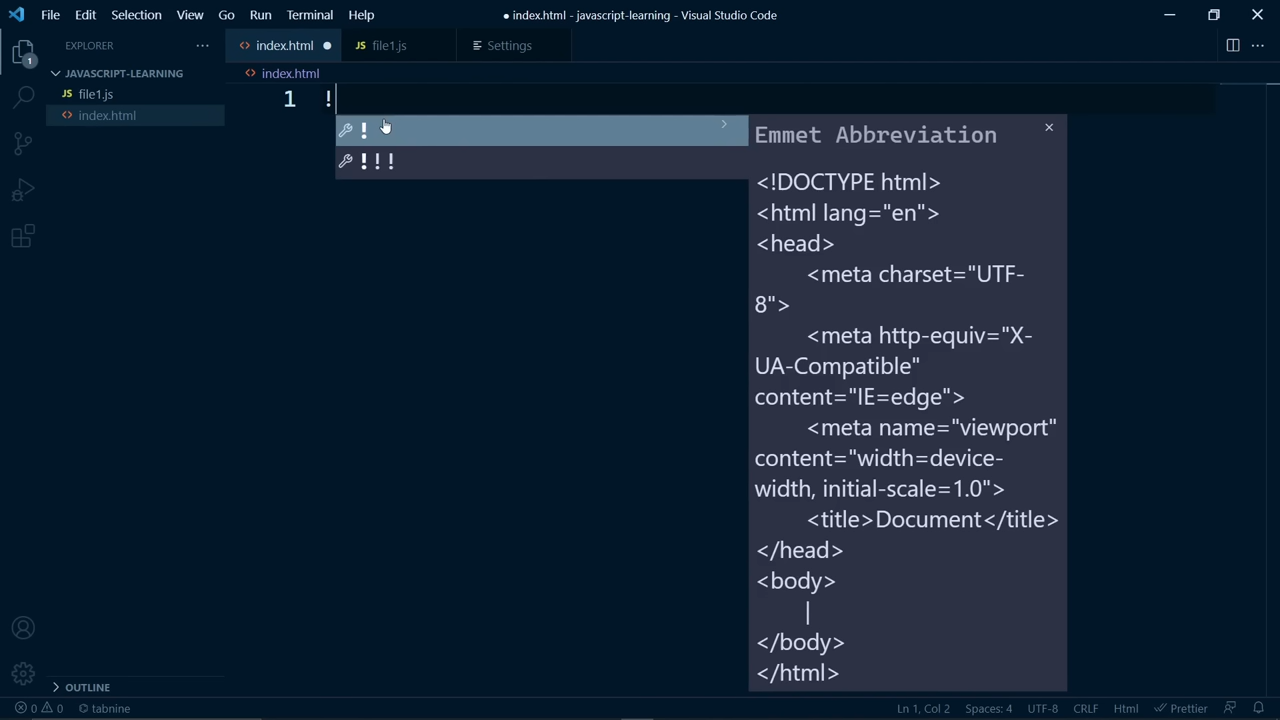 File Edit Selection View Go Run Terminal Help
● index.html - javascript-learning - Visual Studio Code
EXPLORER
index.html
JS file1.js
Settings
JAVASCRIPT-LEARNING
index.html
JS file1.js
index.html
1
1 !
!
!!!
Emmet Abbreviation
<!DOCTYPE html>
<html lang="en">
<head>
<meta charset="UTF-
8">
<meta http-equiv="X-
UA-Compatible"
content="IE=edge">
<meta name="viewport"
content="width=device-
width, initial-scale=1.0">
<title>Document</title>
</head>
<body>
|
</body>
</html>
OUTLINE
0 0 tabnine
Ln 1, Col 2 Spaces: 4 UTF-8 CRLF Html Prettier